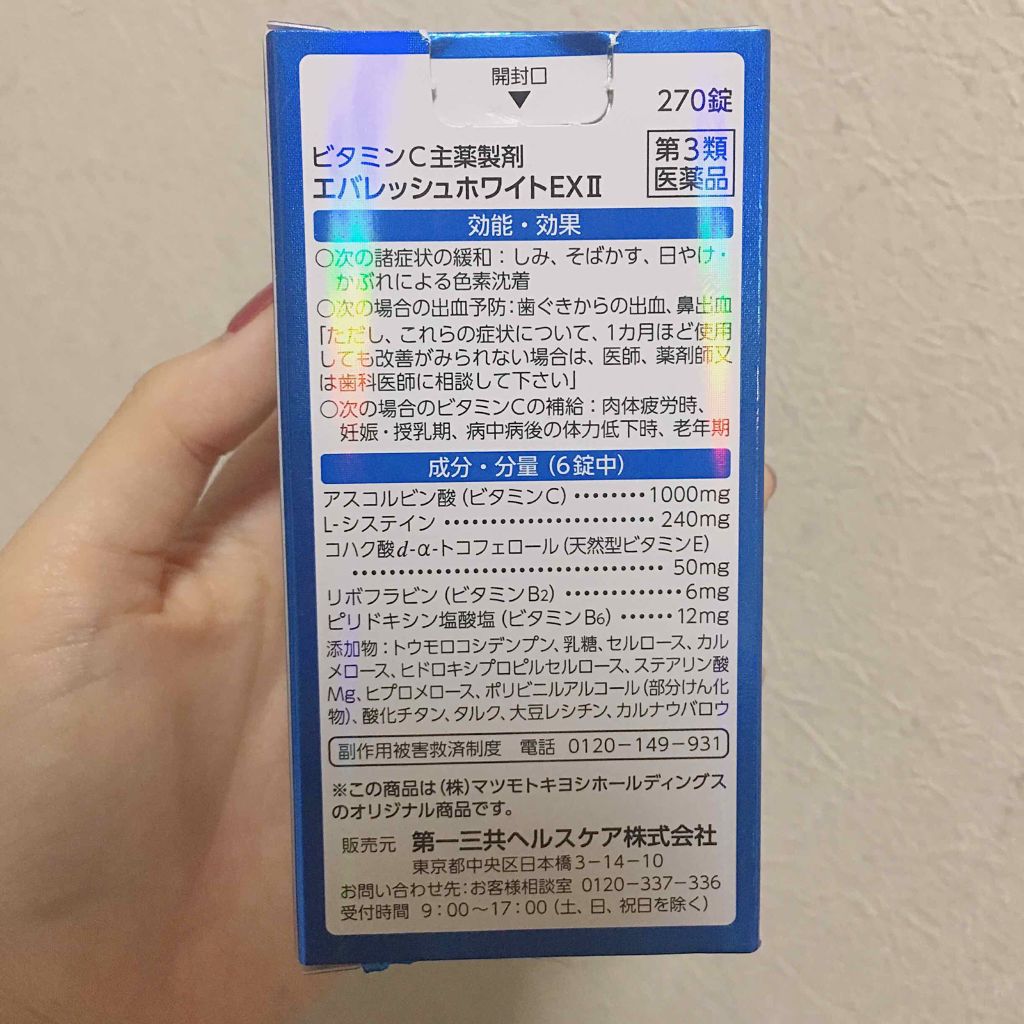 開封口
▼
270錠
ビタミンC主薬製剤
エバレッシュホワイトEXⅡ
第3類
医薬品
効能・効果
○次の諸症状の緩和：しみ、そばかす、日やけ・
かぶれによる色素沈着
○次の場合の出血予防：歯ぐきからの出血、鼻出血
「ただし、これらの症状について、1カ月ほど使用
しても改善がみられない場合は、医師、薬剤師又
は歯科医師に相談して下さい」
○次の場合のビタミンCの補給：肉体疲労時、
妊娠・授乳期、病中病後の体力低下時、老年期
成分・分量（6錠中）
アスコルビン酸（ビタミンC）‥‥‥‥1000mg
L-システイン‥‥‥‥‥‥‥‥‥‥240mg
コハク酸d-α-トコフェロール（天然型ビタミンE）
‥‥‥‥‥‥‥‥‥‥‥‥‥‥‥50mg
リボフラビン（ビタミンB2）‥‥‥‥‥6mg
ピリドキシン塩酸塩（ビタミンB6）‥‥‥12mg
添加物：トウモロコシデンプン、乳糖、セルロース、カル
メロース、ヒドロキシプロピルセルロース、ステアリン酸
Mg、ヒプロメロース、ポリビニルアルコール（部分けん化
物）、酸化チタン、タルク、大豆レシチン、カルナウバロウ
副作用被害救済制度 電話 0120-149-931
※この商品は（株）マツモトキヨシホールディングス
のオリジナル商品です。
販売元 第一三共ヘルスケア株式会社
東京都中央区日本橋3-14-10
お問い合わせ先：お客様相談室 0120-337-336
受付時間 9：00〜17：00（土、日、祝日を除く）